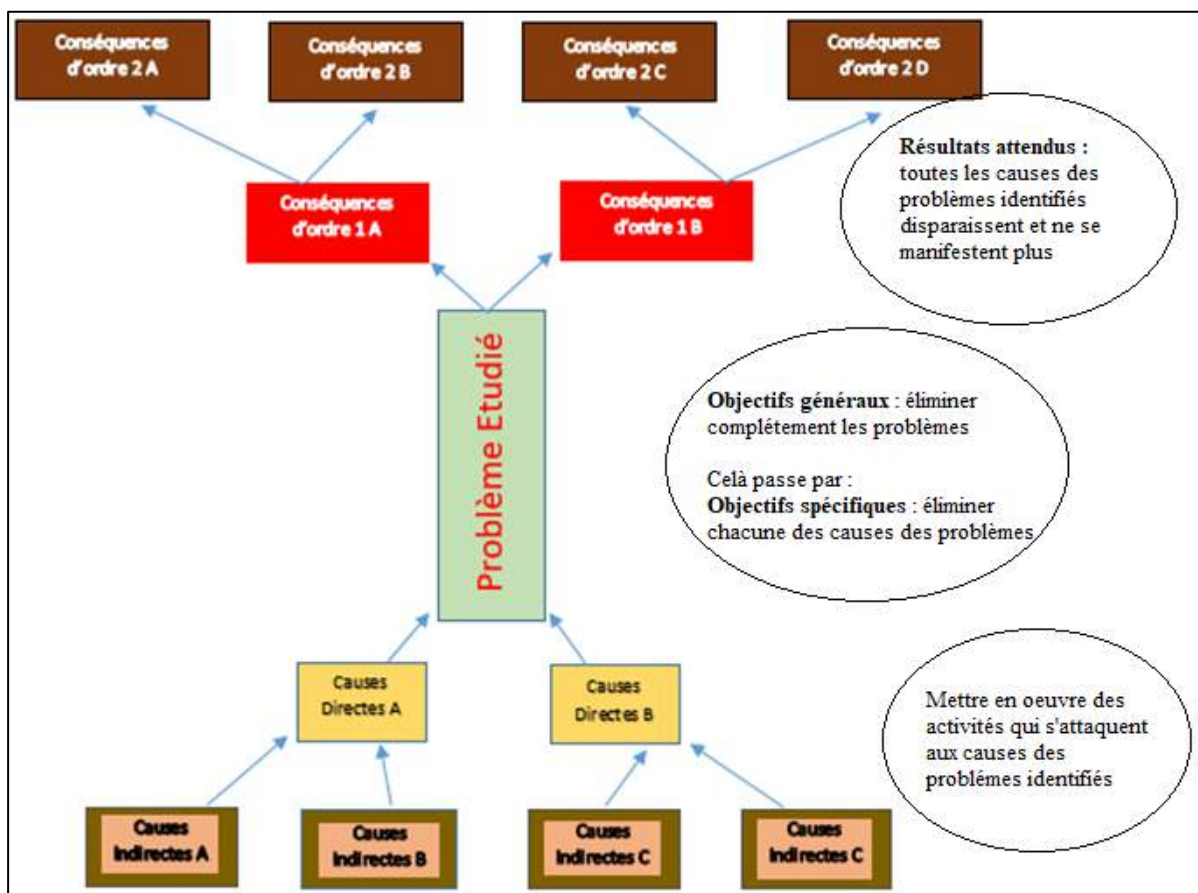 Conséquences
d'ordre 2 A
Conséquences
d'ordre 2 B
Conséquences
d'ordre 2 C
Conséquences
d'ordre 2 D
Résultats attendus :
toutes les causes des
problèmes identifiés
disparaissent et ne se
manifestent plus
Conséquences
d'ordre 1 A
Conséquences
d'ordre 1 B
Problème Etudié
Objectifs généraux : éliminer
complétement les problèmes
Celà passe par :
Objectifs spécifiques : éliminer
chacune des causes des problèmes
Causes
Directes A
Causes
Directes B
Mettre en oeuvre des
activités qui s'attaquent
aux causes des
problémes identifiés
Causes
Indirectes A
Causes
Indirectes B
Causes
Indirectes C
Causes
Indirectes C